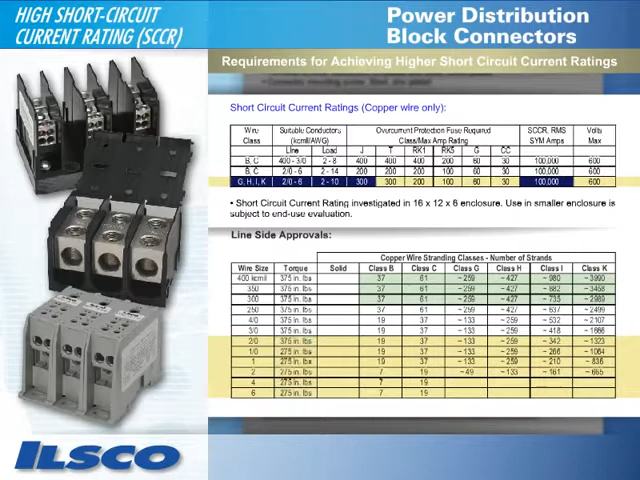 HIGH SHORT-CIRCUIT
CURRENT RATING (SCCR)
Power Distribution
Block Connectors
Requirements for Achieving Higher Short Circuit Current Ratings
Short Circuit Current Ratings (Copper wire only):
Wire Class Suitable Conductors (kcmil/AWG) Overcurrent Protection Fuse Required Class/Max Amp Rating SCCR, RMS SYM Amps Volts Max
Line Load J T RK1 RK5 G CC
B, C 400 - 3/0 2 - 8 400 400 400 200 60 30 100,000 600
B, C 2/0 - 6 2 - 14 200 200 200 100 60 30 100,000 600
G, H, I, K 2/0 - 6 2 - 10 300 300 200 100 60 30 100,000 600
• Short Circuit Current Rating investigated in 16 x 12 x 6 enclosure. Use in smaller enclosure is
subject to end-use evaluation.
Line Side Approvals:
Copper Wire Stranding Classes - Number of Strands
Wire Size Torque Solid Class B Class C Class G Class H Class I Class K
400 kcmil 375 in. lbs 37 61 ~ 259 ~ 427 ~ 980 ~ 3990
350 375 in. lbs 37 61 ~ 259 ~ 427 ~ 882 ~ 3458
300 375 in. lbs 37 61 ~ 259 ~ 427 ~ 735 ~ 2989
250 375 in. lbs 37 61 ~ 259 ~ 427 ~ 637 ~ 2499
4/0 375 in. lbs 19 37 ~ 133 ~ 259 ~ 532 ~ 2107
3/0 375 in. lbs 19 37 ~ 133 ~ 259 ~ 418 ~ 1666
2/0 275 in. lbs 19 37 ~ 133 ~ 259 ~ 342 ~ 1323
1/0 275 in. lbs 19 37 ~ 133 ~ 259 ~ 266 ~ 1064
1 275 in. lbs 19 37 ~ 133 ~ 259 ~ 210 ~ 836
2 275 in. lbs 7 19 ~ 49 ~ 133 ~ 161 ~ 665
4 275 in. lbs 7 19
6 275 in. lbs 7 19
ILSCO